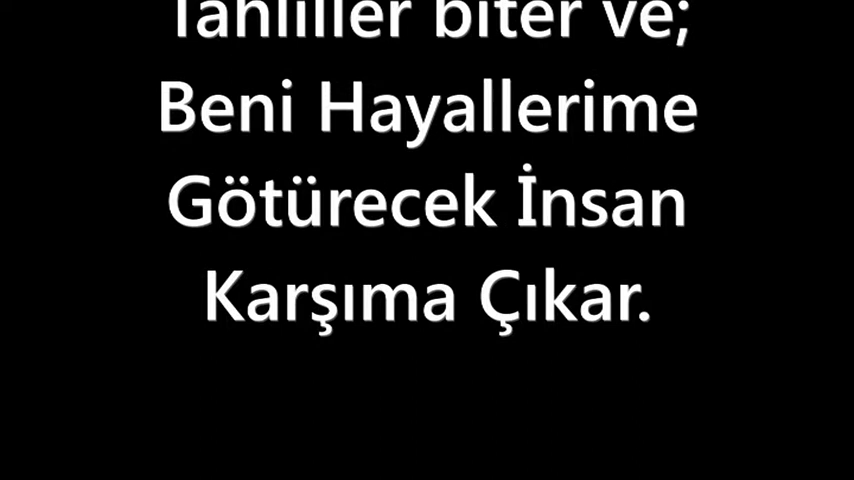 Tahliller biter ve;
Beni Hayallerime
Götürecek İnsan
Karşıma Çıkar.